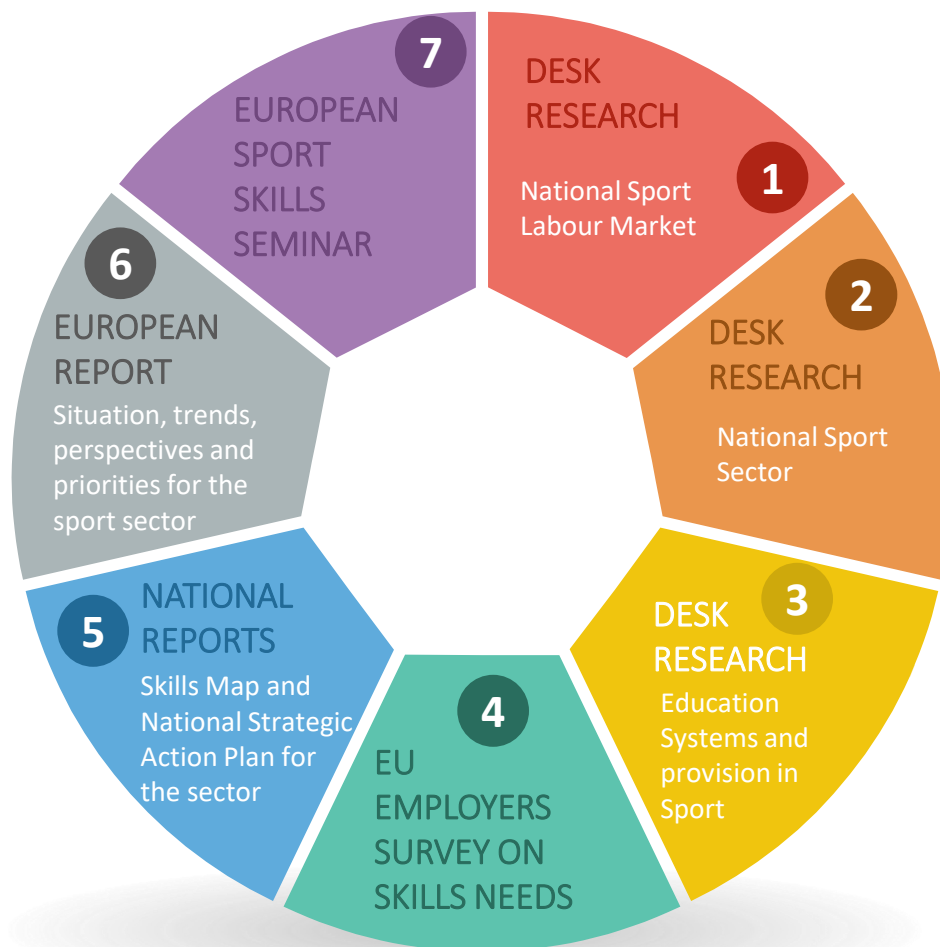 1
DESK
RESEARCH
National Sport
Labour Market
2
DESK
RESEARCH
National Sport
Sector
3
DESK
RESEARCH
Education
Systems and
provision in
Sport
4
EU
EMPLOYERS
SURVEY ON
SKILLS NEEDS
5
NATIONAL
REPORTS
Skills Map and
National Strategic
Action Plan for
the sector
6
EUROPEAN
REPORT
Situation, trends,
perspectives and
priorities for the
sport sector
7
EUROPEAN
SPORT
SKILLS
SEMINAR